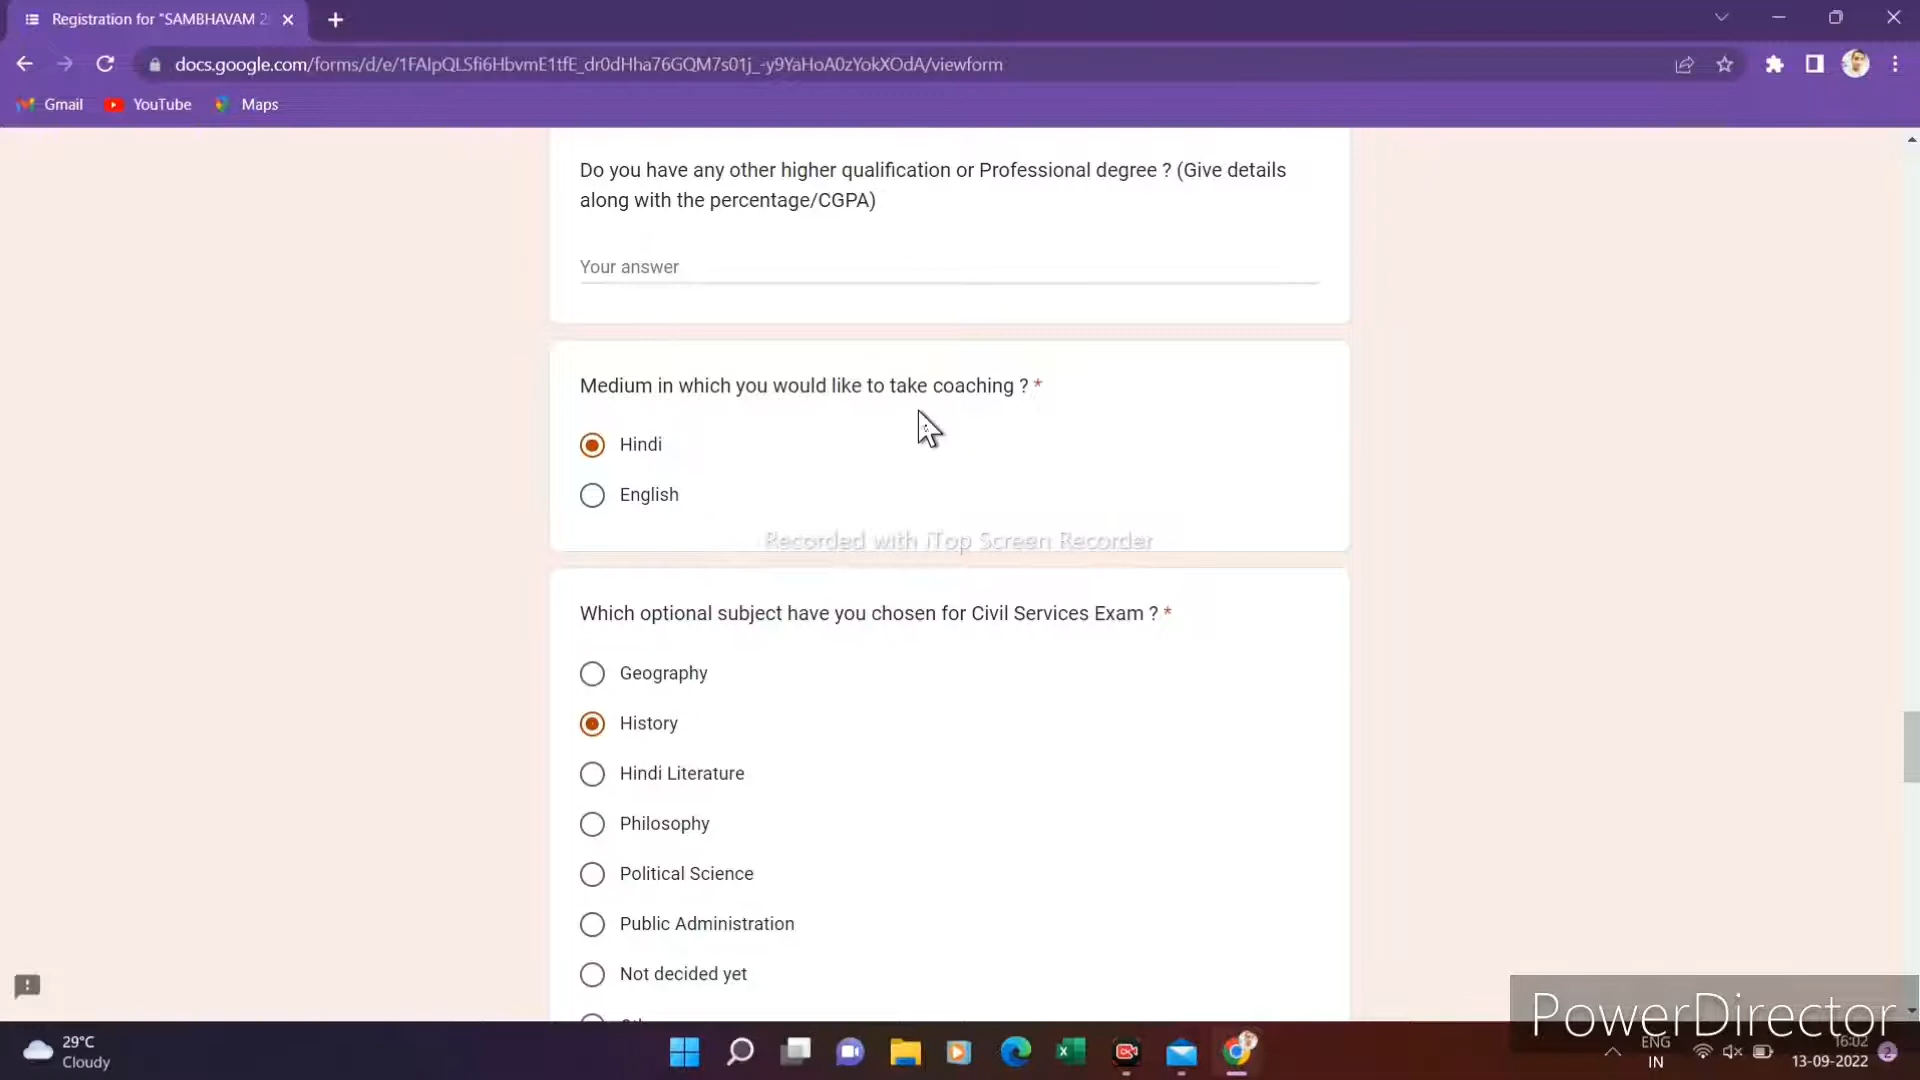 Registration for "SAMBHAVAM 2
docs.google.com/forms/d/e/1FAIpQLSfi6HbvmE1tfE_dr0dHha76GQM7s01j_-y9YaHoA0zYokXOdA/viewform
Gmail YouTube Maps
Do you have any other higher qualification or Professional degree ? (Give details
along with the percentage/CGPA)
Your answer
Medium in which you would like to take coaching ? *
Hindi
English
Recorded with iTop Screen Recorder
Which optional subject have you chosen for Civil Services Exam ? *
Geography
History
Hindi Literature
Philosophy
Political Science
Public Administration
Not decided yet
PowerDirector
29°C
Cloudy
ENG
IN
16:02
13-09-2022
2